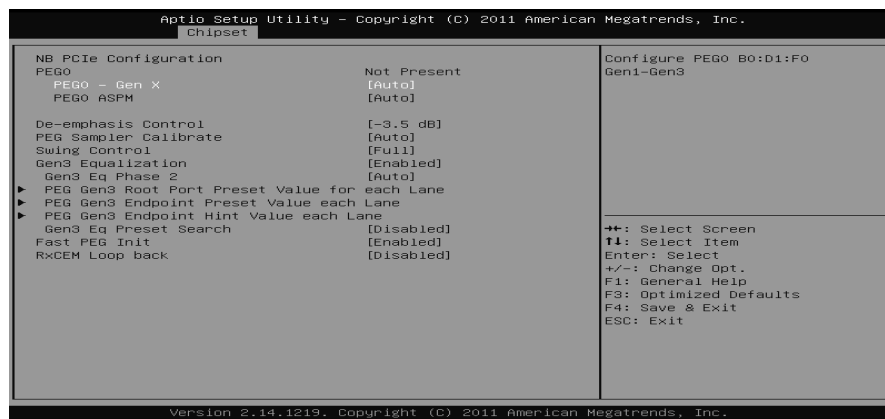 Aptio Setup Utility – Copyright (C) 2011 American Megatrends, Inc.
Chipset
NB PCIe Configuration
PEG0 Not Present
PEG0 – Gen X [Auto]
PEG0 ASPM [Auto]
De-emphasis Control [-3.5 dB]
PEG Sampler Calibrate [Auto]
Swing Control [Full]
Gen3 Equalization [Enabled]
Gen3 Eq Phase 2 [Auto]
► PEG Gen3 Root Port Preset Value for each Lane
► PEG Gen3 Endpoint Preset Value each Lane
► PEG Gen3 Endpoint Hint Value each Lane
Gen3 Eq Preset Search [Disabled]
Fast PEG Init [Enabled]
RxCEM Loop back [Disabled]
Configure PEG0 B0:D1:F0
Gen1-Gen3
→←: Select Screen
↑↓: Select Item
Enter: Select
+/-: Change Opt.
F1: General Help
F3: Optimized Defaults
F4: Save & Exit
ESC: Exit
Version 2.14.1219. Copyright (C) 2011 American Megatrends, Inc.